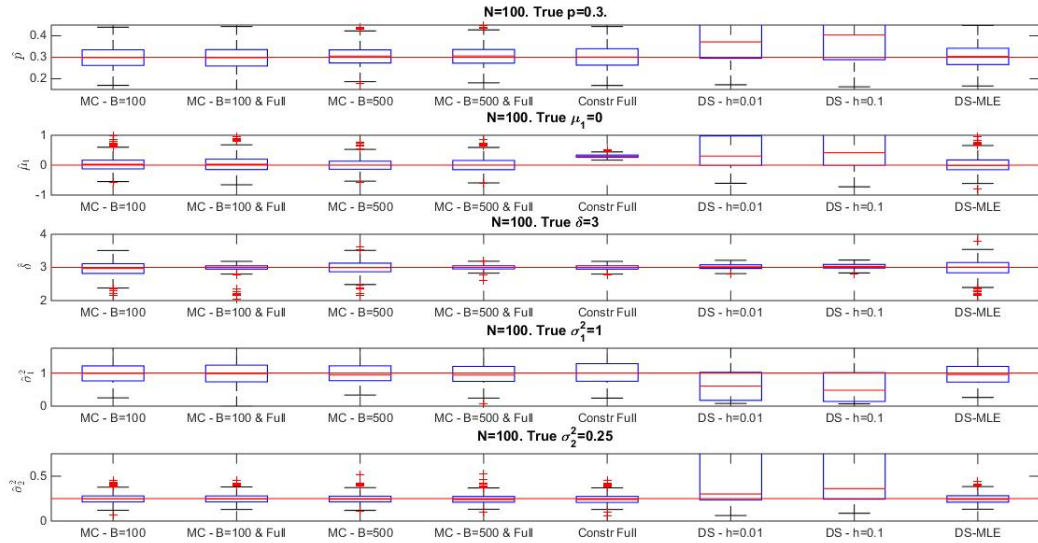 N=100. True p=0.3.
0.4
0.3
0.2
p̂
MC - B=100 MC - B=100 & Full MC - B=500 MC - B=500 & Full Constr Full DS - h=0.01 DS - h=0.1 DS-MLE
N=100. True μ₁=0
1
0
-1
μ̂₁
MC - B=100 MC - B=100 & Full MC - B=500 MC - B=500 & Full Constr Full DS - h=0.01 DS - h=0.1 DS-MLE
N=100. True δ=3
4
3
2
δ̂
MC - B=100 MC - B=100 & Full MC - B=500 MC - B=500 & Full Constr Full DS - h=0.01 DS - h=0.1 DS-MLE
N=100. True σ₁²=1
1
0
σ̂₁²
MC - B=100 MC - B=100 & Full MC - B=500 MC - B=500 & Full Constr Full DS - h=0.01 DS - h=0.1 DS-MLE
N=100. True σ₂²=0.25
0.5
0
σ̂₂²
MC - B=100 MC - B=100 & Full MC - B=500 MC - B=500 & Full Constr Full DS - h=0.01 DS - h=0.1 DS-MLE